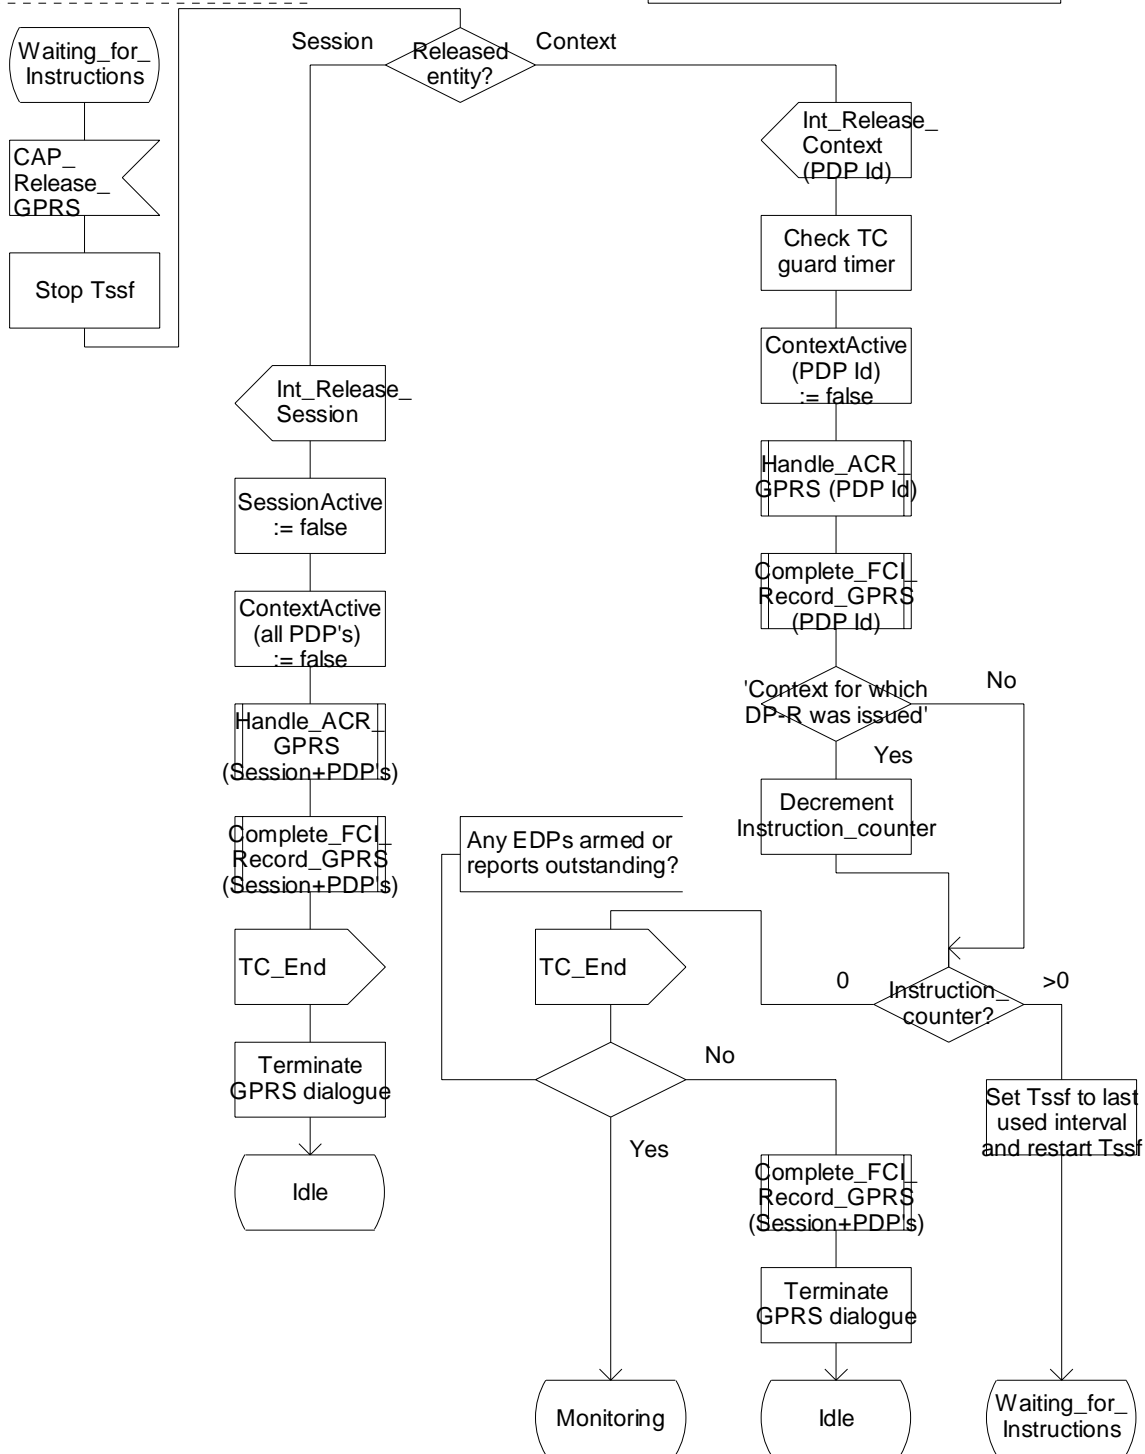 Waiting_for_
Instructions
CAP_
Release_
GPRS
Stop Tssf
Session
Released
entity?
Context
Int_Release_
Session
SessionActive
:= false
ContextActive
(all PDP's)
:= false
Handle_ACR_
GPRS
(Session+PDP's)
Complete_FCI_
Record_GPRS
(Session+PDP's)
TC_End
Terminate
GPRS dialogue
Idle
Int_Release_
Context
(PDP Id)
Check TC
guard timer
ContextActive
(PDP Id)
:= false
Handle_ACR_
GPRS (PDP Id)
Complete_FCI_
Record_GPRS
(PDP Id)
'Context for which
DP-R was issued'
No
Yes
Decrement
Instruction_counter
Instruction_
counter?
0
>0
Any EDPs armed or
reports outstanding?
TC_End
No
Yes
Complete_FCI_
Record_GPRS
(Session+PDP's)
Terminate
GPRS dialogue
Set Tssf to last
used interval
and restart Tssf
Monitoring
Idle
Waiting_for_
Instructions